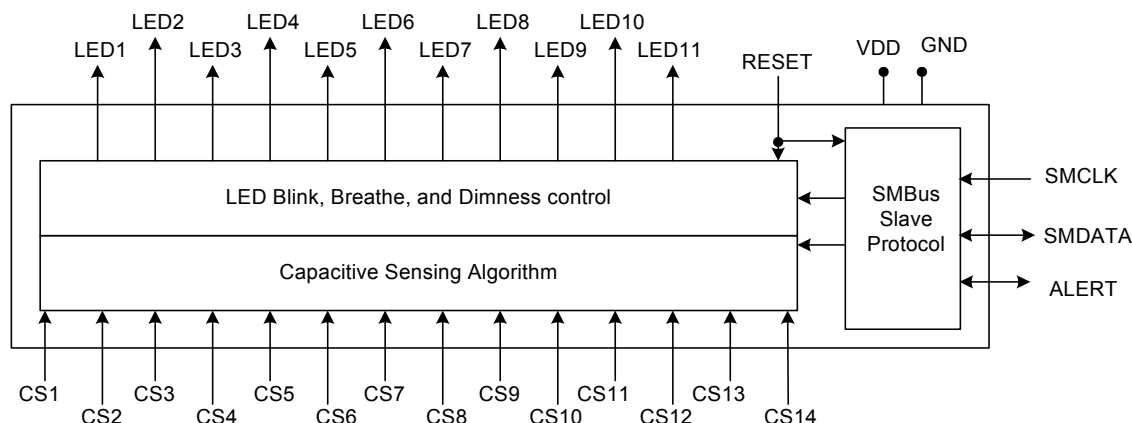 LED2 LED4 LED6 LED8 LED10
LED1 LED3 LED5 LED7 LED9 LED11
RESET
VDD
GND
LED Blink, Breathe, and Dimness control
Capacitive Sensing Algorithm
SMBus
Slave
Protocol
SMCLK
SMDATA
ALERT
CS1 CS3 CS5 CS7 CS9 CS11 CS13
CS2 CS4 CS6 CS8 CS10 CS12 CS14